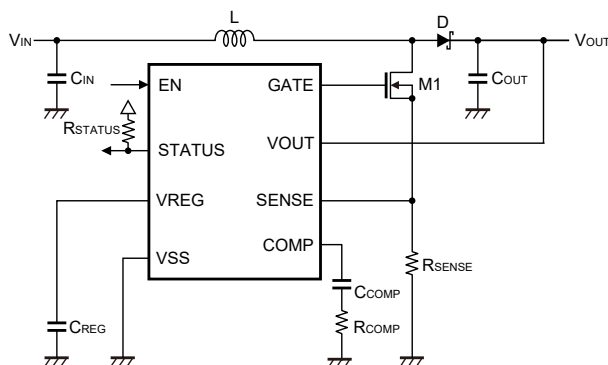 L
D
VIN
VOUT
CIN
EN
GATE
M1
COUT
RSTATUS
STATUS
VOUT
VREG
SENSE
COMP
VSS
RSENSE
CCOMP
CREG
RCOMP